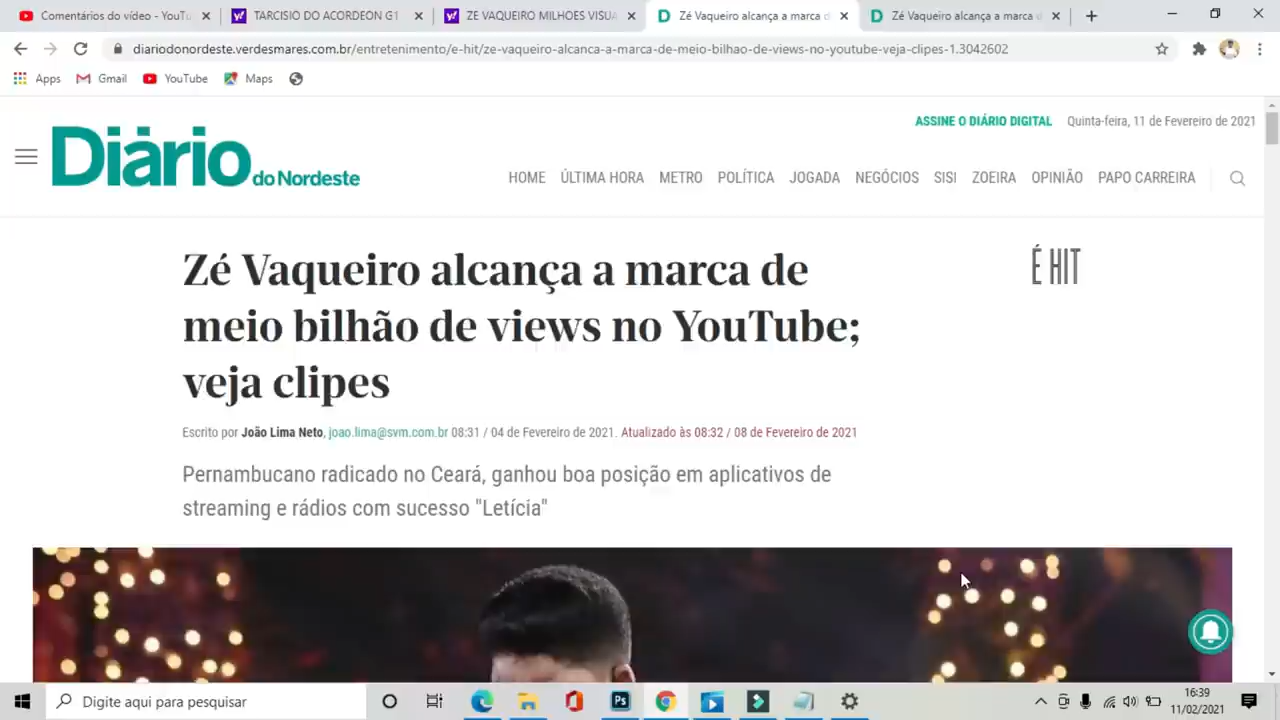 Comentários do vídeo - YouTu
TARCISIO DO ACORDEON GT
ZE VAQUEIRO MILHOES VISUA
Zé Vaqueiro alcança a marca d
Zé Vaqueiro alcança a marca d
diariodonordeste.verdesmares.com.br/entretenimento/e-hit/ze-vaqueiro-alcanca-a-marca-de-meio-bilhao-de-views-no-youtube-veja-clipes-1.3042602
Apps
Gmail
YouTube
Maps
ASSINE O DIÁRIO DIGITAL Quinta-feira, 11 de Fevereiro de 2021
Diário do Nordeste
HOME ÚLTIMA HORA METRO POLÍTICA JOGADA NEGÓCIOS SISI ZOEIRA OPINIÃO PAPO CARREIRA
Zé Vaqueiro alcança a marca de
meio bilhão de views no YouTube;
veja clipes
É HIT
Escrito por João Lima Neto, joao.lima@svm.com.br 08:31 / 04 de Fevereiro de 2021. Atualizado às 08:32 / 08 de Fevereiro de 2021
Pernambucano radicado no Ceará, ganhou boa posição em aplicativos de
streaming e rádios com sucesso "Letícia"
Digite aqui para pesquisar
Ps
16:39
11/02/2021